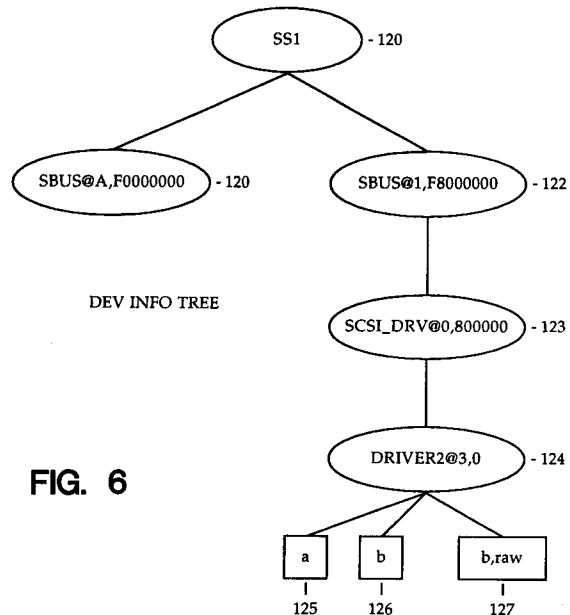 SS1 - 120
SBUS@A,F0000000 - 120 SBUS@1,F8000000 - 122
DEV INFO TREE
SCSI_DRV@0,800000 - 123
DRIVER2@3,0 - 124
FIG. 6
a b b,raw
125 126 127